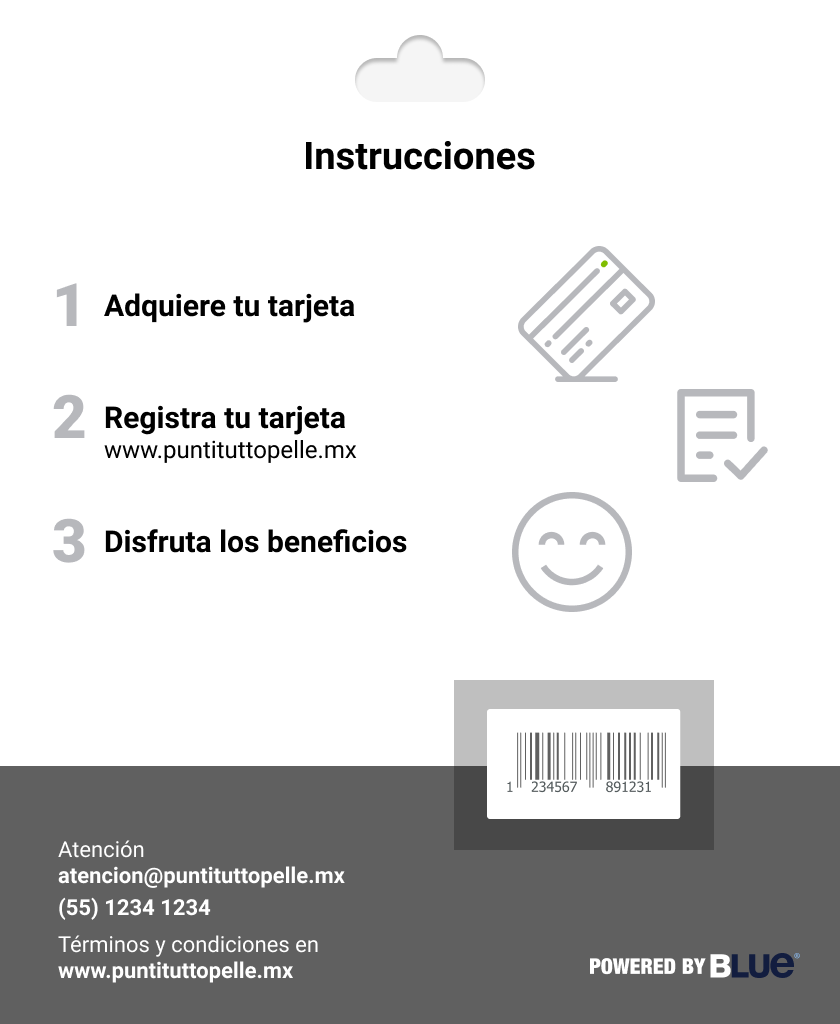 Instrucciones
1 Adquiere tu tarjeta
2 Registra tu tarjeta
www.puntituttopelle.mx
3 Disfruta los beneficios
1 234567 891231
Atención
atencion@puntituttopelle.mx
(55) 1234 1234
Términos y condiciones en
www.puntituttopelle.mx
POWERED BY BLUe®